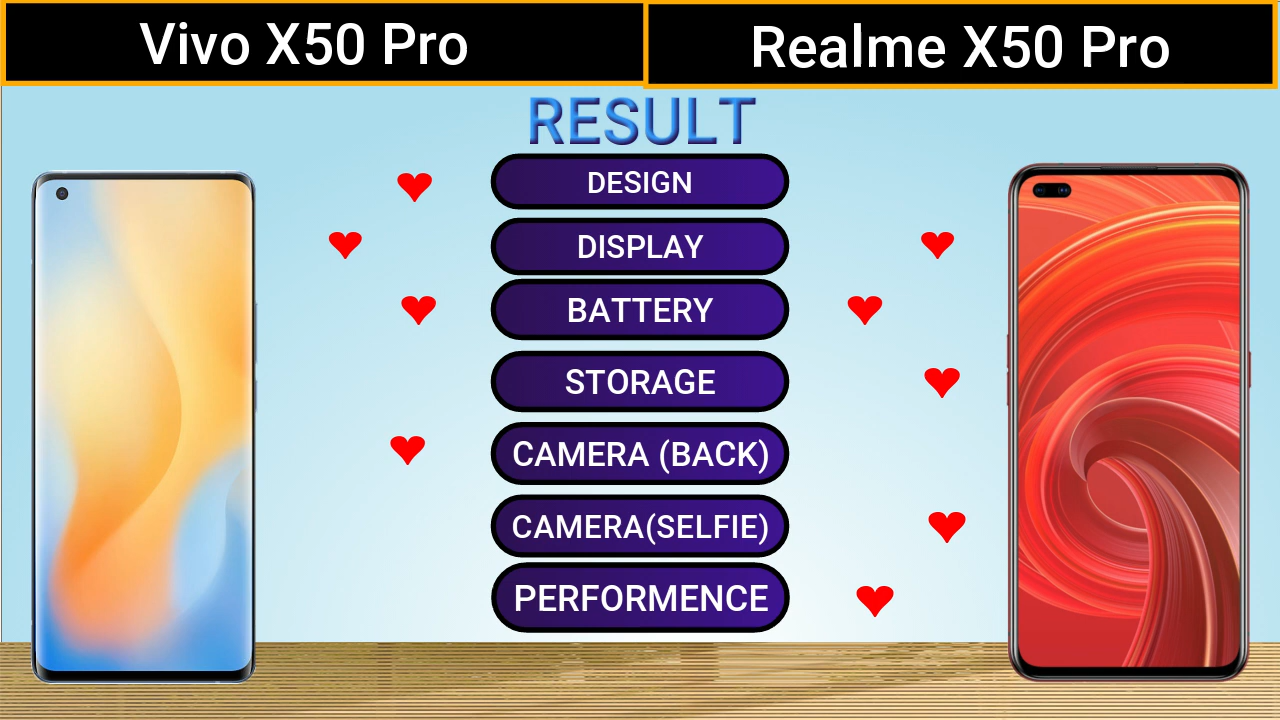 Vivo X50 Pro
Realme X50 Pro
RESULT
DESIGN
DISPLAY
BATTERY
STORAGE
CAMERA (BACK)
CAMERA(SELFIE)
PERFORMENCE